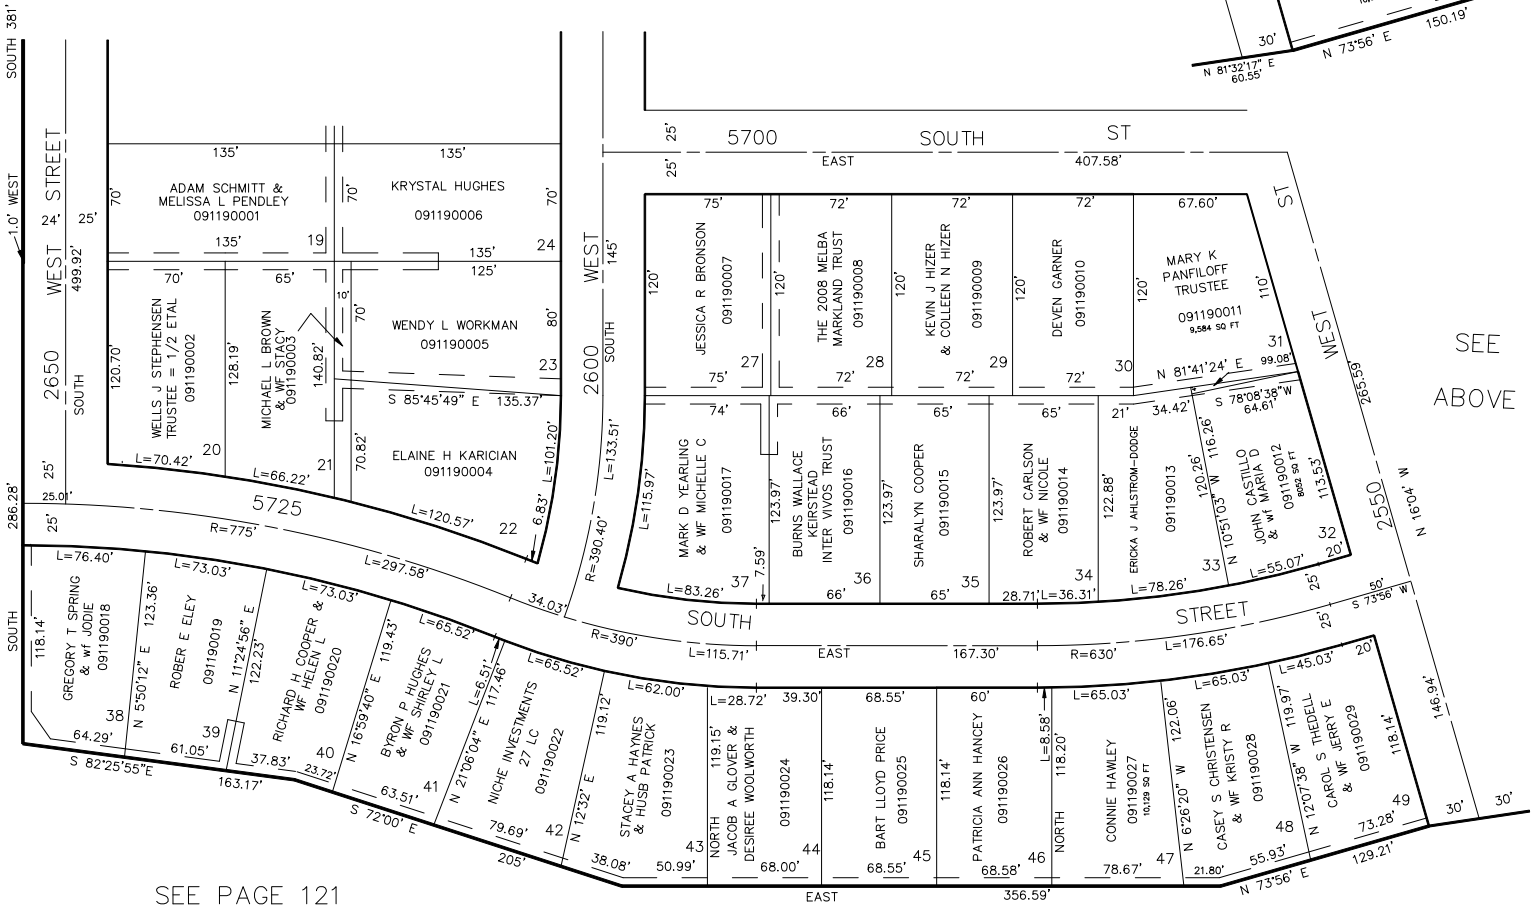 SOUTH 381'
1.0' WEST
286.28'
SOUTH
2650 WEST STREET
24' 25'
499.92'
SOUTH
25'
25.01'
25'
135'
ADAM SCHMITT &
MELISSA L PENDLEY
091190001
70'
70'
135'
19
135'
KRYSTAL HUGHES
091190006
70'
135'
24
125'
70'
WELLS J STEPHENSEN
TRUSTEE = 1/2 ETAL
091190002
120.70'
128.19'
L=70.42'
20
65'
MICHAEL L BROWN
& WF STACY
091190003
140.82'
L=66.22'
21
10'
70'
WENDY L WORKMAN
091190005
80'
23
S 85°45'49" E 135.37'
ELAINE H KARICIAN
091190004
70.82'
L=101.20'
L=120.57'
22
6.83'
5725
R=775'
L=297.58'
34.03'
2600 WEST
145'
SOUTH
L=133.51'
R=390.40'
25'
25'
5700 SOUTH ST
EAST 407.58'
N 81°32'17" E
60.55'
30'
N 73°56' E 150.19'
75'
JESSICA R BRONSON
091190007
120'
120'
27
75'
72'
THE 2008 MELBA
MARKLAND TRUST
091190008
120'
28
72'
72'
KEVIN J HIZER
& COLLEEN N HIZER
091190009
120'
29
72'
72'
DEVEN GARNER
091190010
120'
30
72'
67.60'
MARY K
PANFILOFF
TRUSTEE
091190011
9,584 SQ FT
110'
31
N 81°41'24" E 99.08'
S 78°08'38" W
64.61'
74'
MARK D YEARLING
& WF MICHELLE C
091190017
L=115.97'
123.97'
L=83.26'
37
7.59'
66'
BURNS WALLACE
KEIRSTEAD
INTER VIVOS TRUST
091190016
123.97'
36
66'
65'
SHARALYN COOPER
091190015
123.97'
35
65'
65'
ROBERT CARLSON
& WF NICOLE
091190014
122.88'
34
28.71' L=36.31'
21' 34.42'
ERICKA J AHLSTROM-DODGE
091190013
120.26'
33
L=78.26'
N 10°51'03" W 116.26'
JOHN CASTILLO
& wf MARIA D
091190012
8052 SQ FT
113.53'
32
L=55.07' 20'
2550 WEST ST
265.59'
N 16°04' W
SEE
ABOVE
25'
50'
S 73°56' W
25'
SOUTH STREET
R=390'
L=115.71'
EAST 167.30'
R=630'
L=176.65'
146.94'
L=76.40'
GREGORY T SPRING
& wf JODIE
091190018
118.14'
38
64.29'
N 5°50'12" E 123.36'
L=73.03'
ROBER E ELEY
091190019
39
61.05'
N 11°24'56" E
122.23'
L=73.03'
RICHARD H COOPER &
WF HELEN L
091190020
40
37.83'
23.72'
N 16°59'40" E 119.43'
L=65.52'
BYRON P HUGHES
& WF SHIRLEY L
091190021
41
63.51'
L=6.51'
N 21°06'04" E 117.46'
L=65.52'
NICHE INVESTMENTS
27 LC
091190022
42
79.69'
N 12°32' E 119.12'
L=62.00'
STACEY A HAYNES
& HUSB PATRICK
091190023
43
38.08' 50.99'
NORTH 119.15'
L=28.72' 39.30'
JACOB A GLOVER &
DESIREE WOOLWORTH
091190024
44
68.00'
118.14'
68.55'
BART LLOYD PRICE
091190025
45
68.55'
118.14'
60'
PATRICIA ANN HANCEY
091190026
46
68.58'
L=8.58'
NORTH 118.20'
L=65.03'
CONNIE HAWLEY
091190027
10,129 SQ FT
47
78.67'
N 6°26'20" W 122.06'
L=65.03'
CASEY S CHRISTENSEN
& WF KRISTY R
091190028
48
21.80' 55.93'
N 12°07'38" W 119.97
L=45.03' 20'
CAROL S THEDELL
& WF JERRY E
091190029
118.14'
49
73.28'
S 82°25'55"E 163.17'
S 72°00' E 205'
EAST 356.59'
N 73°56' E 129.21'
30' 30'
SEE PAGE 121